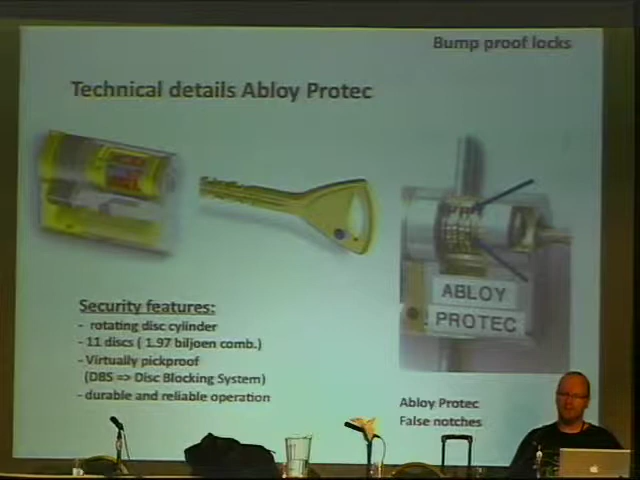 Bump proof locks
Technical details Abloy Protec
ABLOY
PROTEC
Security features:
- rotating disc cylinder
- 11 discs ( 1.97 biljoen comb.)
- Virtually pickproof
(DBS => Disc Blocking System)
- durable and reliable operation
Abloy Protec
False notches